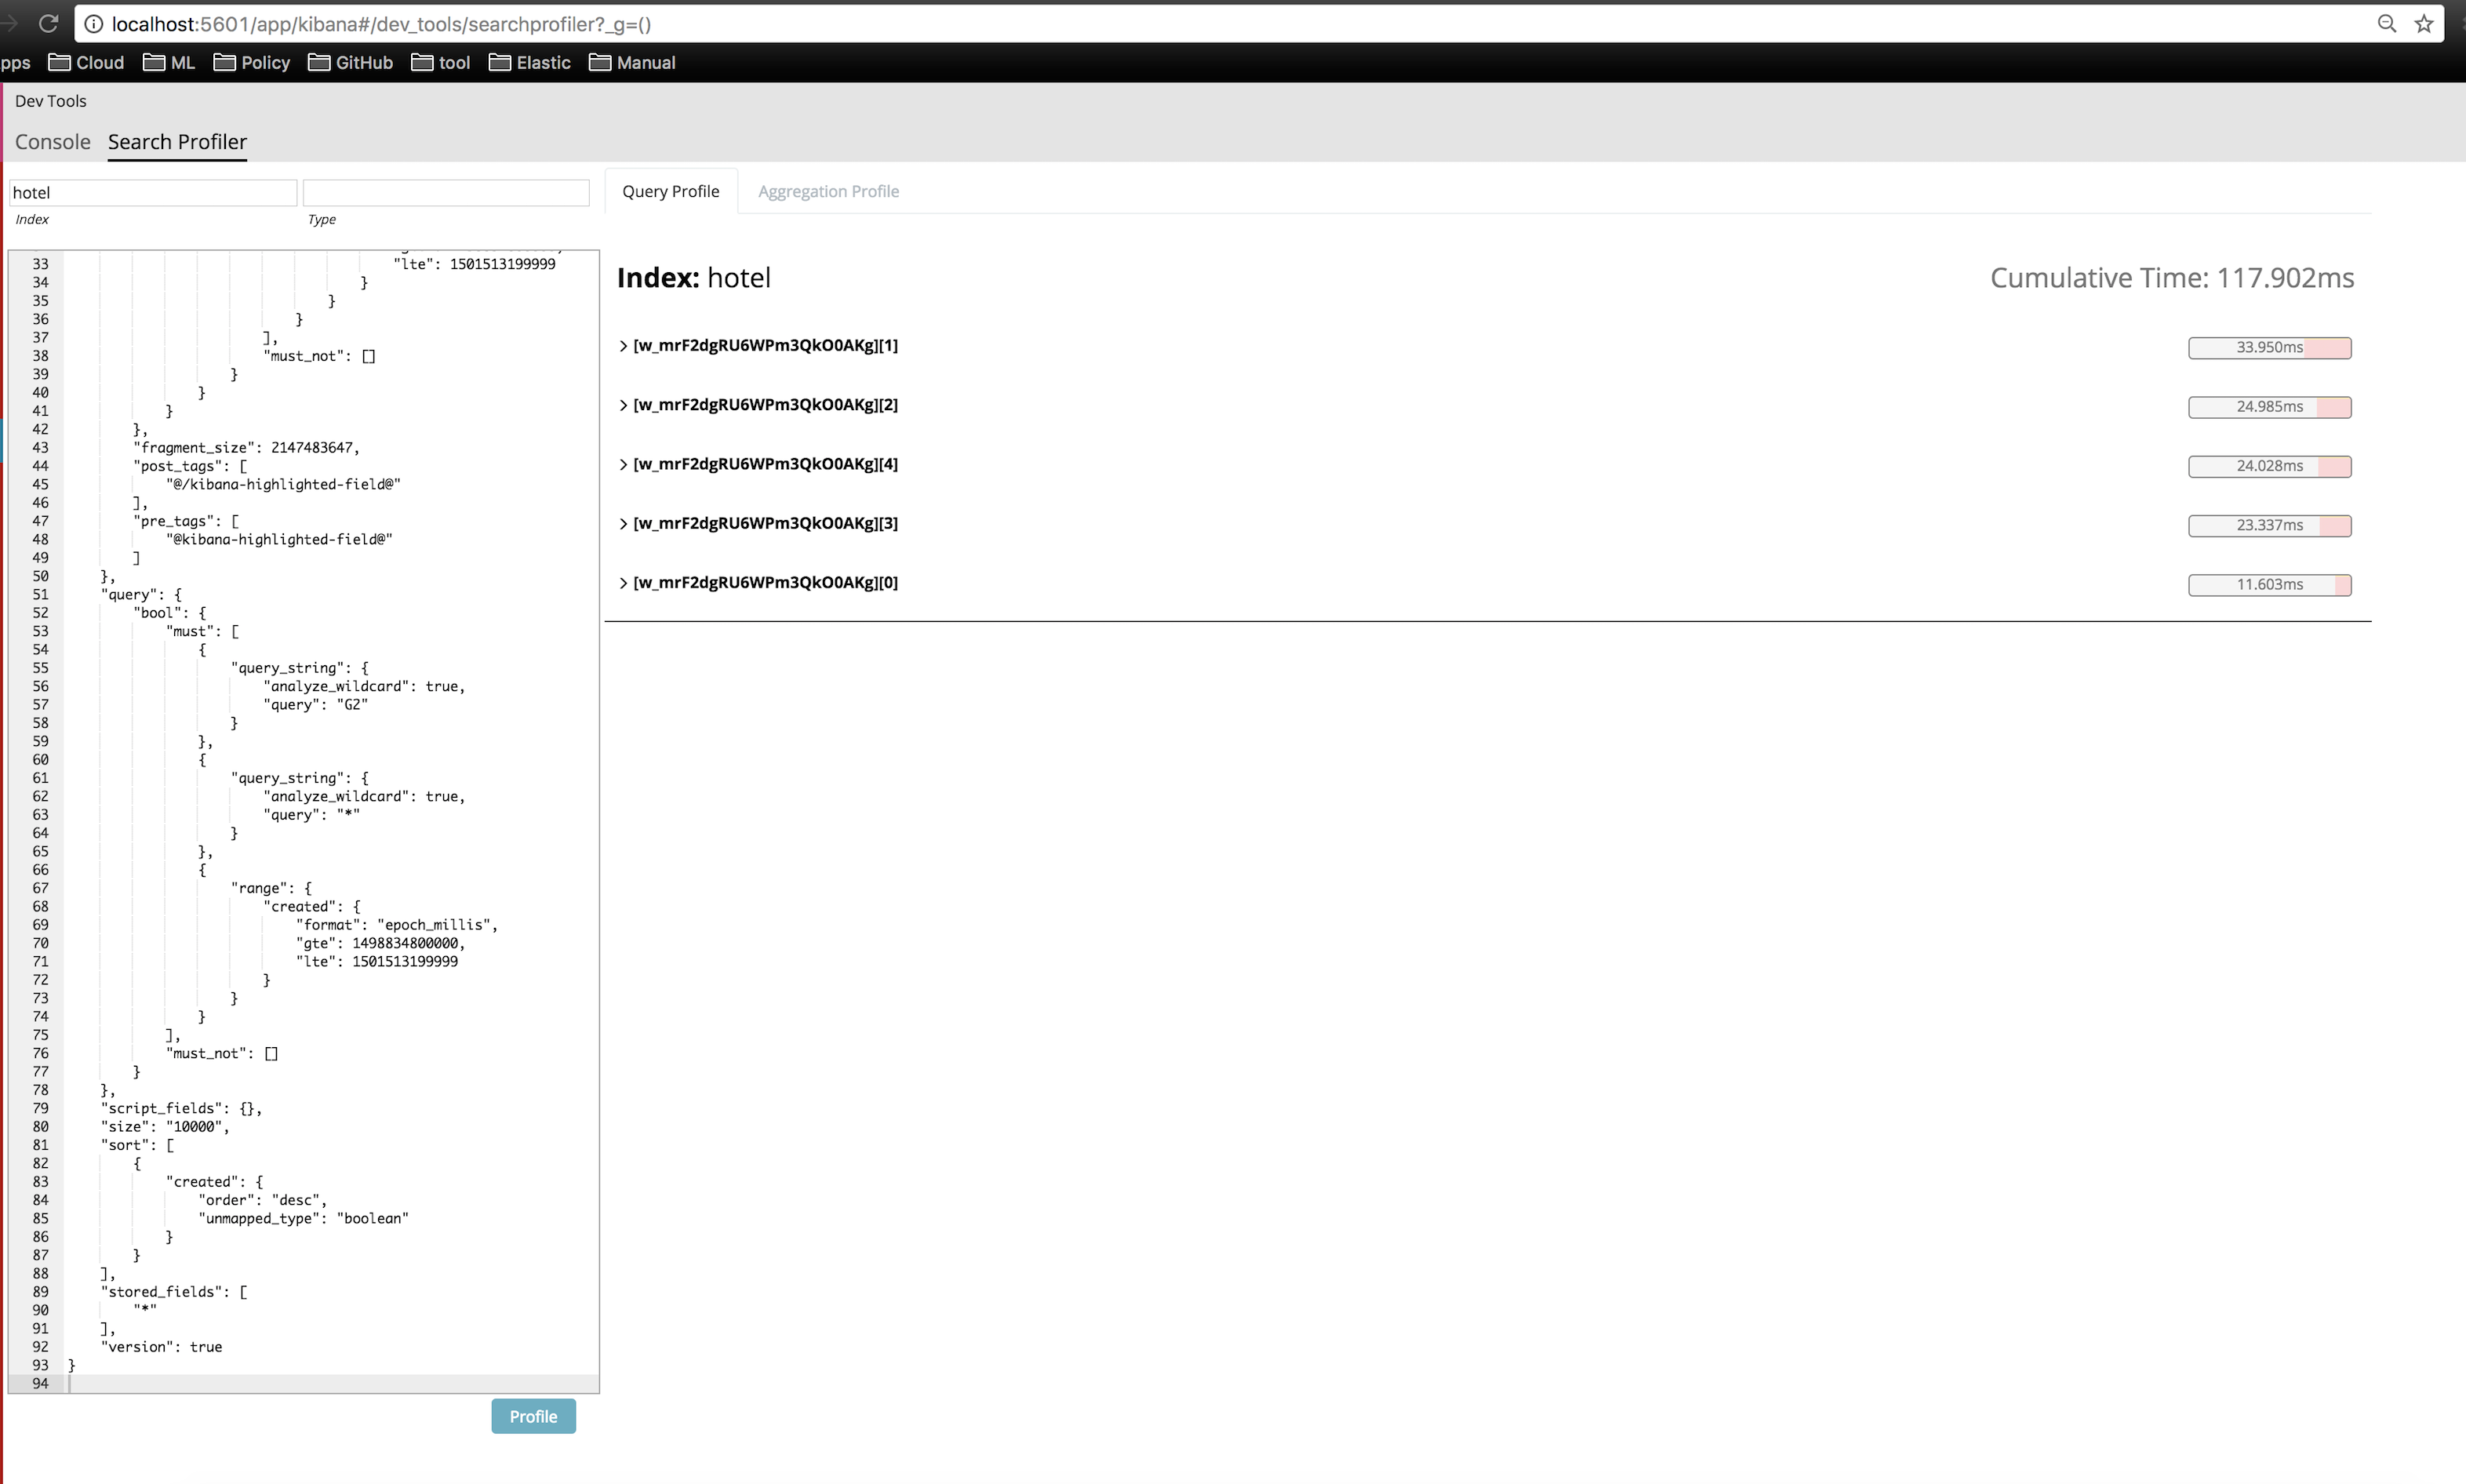 localhost:5601/app/kibana#/dev_tools/searchprofiler?_g=()
pps Cloud ML Policy GitHub tool Elastic Manual
Dev Tools
Console Search Profiler
hotel
Index Type
Query Profile Aggregation Profile
33 "lte": 1501513199999
34 }
35 }
36 }
37 ],
38 "must_not": []
39 }
40 }
41 }
42 },
43 "fragment_size": 2147483647,
44 "post_tags": [
45 "@/kibana-highlighted-field@"
46 ],
47 "pre_tags": [
48 "@kibana-highlighted-field@"
49 ]
50 },
51 "query": {
52 "bool": {
53 "must": [
54 {
55 "query_string": {
56 "analyze_wildcard": true,
57 "query": "G2"
58 }
59 },
60 {
61 "query_string": {
62 "analyze_wildcard": true,
63 "query": "*"
64 }
65 },
66 {
67 "range": {
68 "created": {
69 "format": "epoch_millis",
70 "gte": 1498834800000,
71 "lte": 1501513199999
72 }
73 }
74 }
75 ],
76 "must_not": []
77 }
78 },
79 "script_fields": {},
80 "size": "10000",
81 "sort": [
82 {
83 "created": {
84 "order": "desc",
85 "unmapped_type": "boolean"
86 }
87 }
88 ],
89 "stored_fields": [
90 "*"
91 ],
92 "version": true
93 }
94
Profile
Index: hotel Cumulative Time: 117.902ms
[w_mrF2dgRU6WPm3QkO0AKg][1] 33.950ms
[w_mrF2dgRU6WPm3QkO0AKg][2] 24.985ms
[w_mrF2dgRU6WPm3QkO0AKg][4] 24.028ms
[w_mrF2dgRU6WPm3QkO0AKg][3] 23.337ms
[w_mrF2dgRU6WPm3QkO0AKg][0] 11.603ms